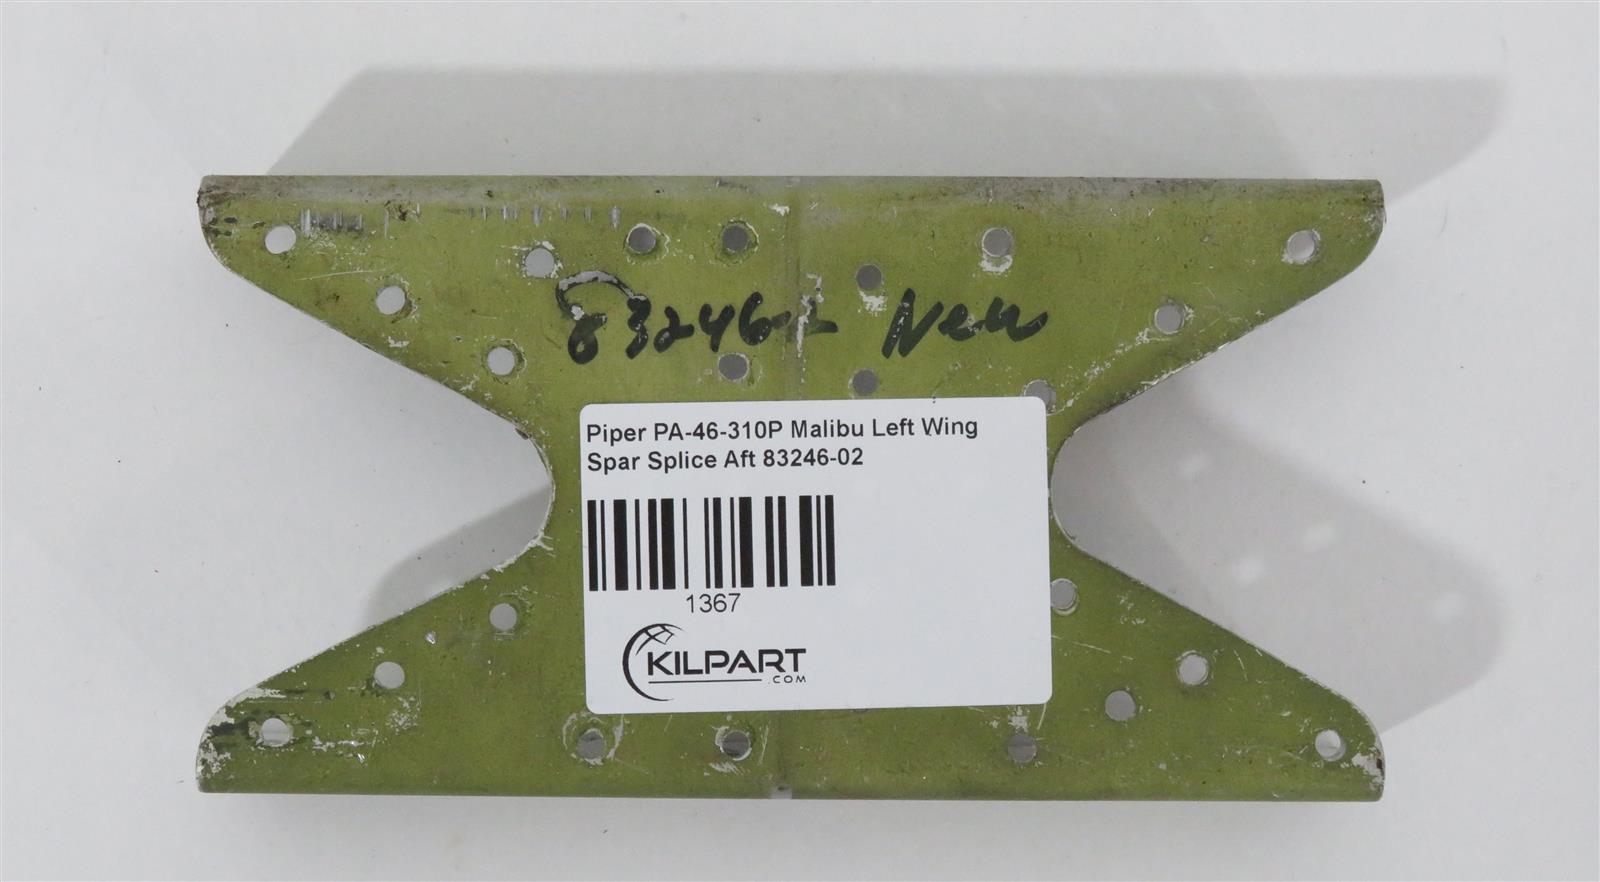 83246-2 New
Piper PA-46-310P Malibu Left Wing
Spar Splice Aft 83246-02
1367
KILPART
.COM